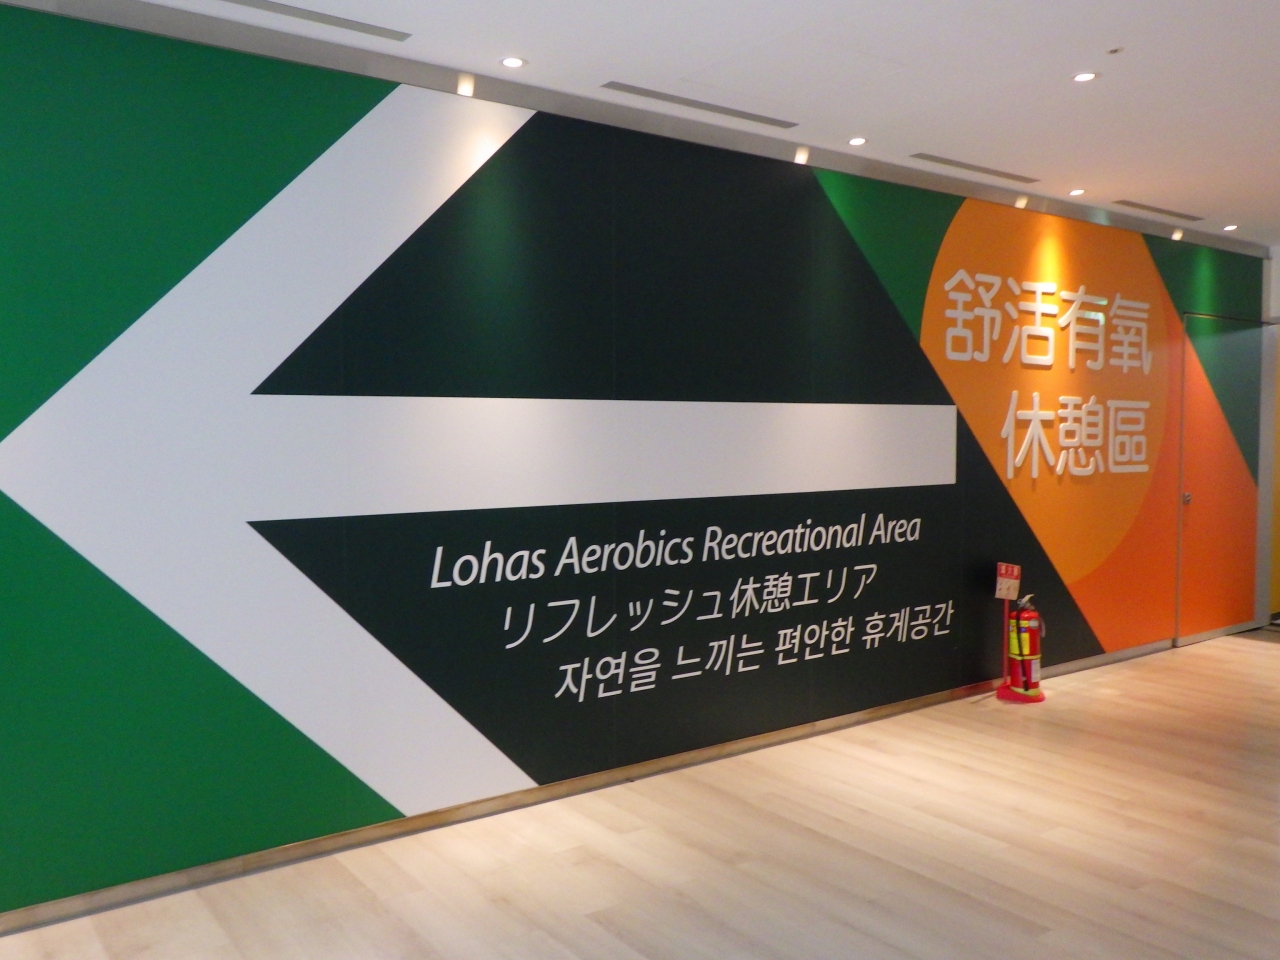 舒活有氧
休憩區
Lohas Aerobics Recreational Area
リフレッシュ休憩エリア
자연을 느끼는 편안한 휴게공간